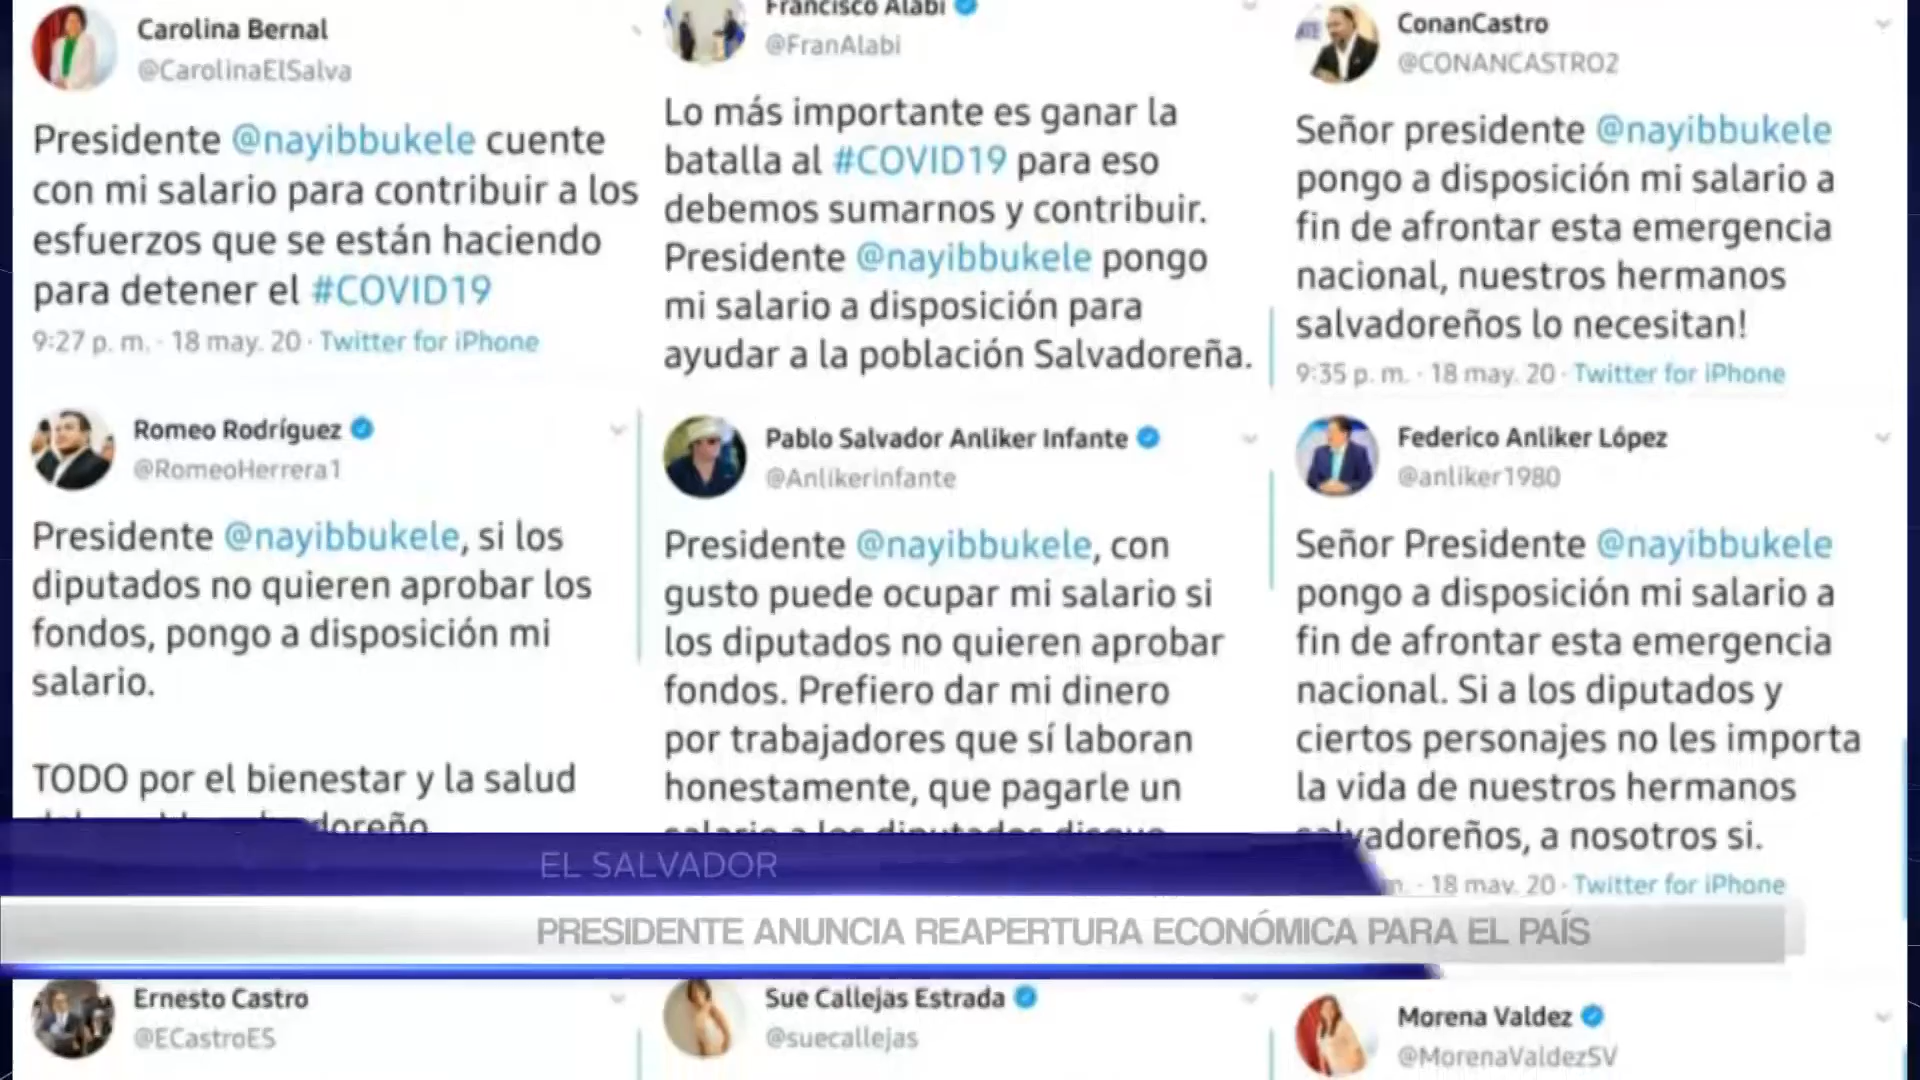 Carolina Bernal
@CarolinaElSalva
Presidente @nayibbukele cuente
con mi salario para contribuir a los
esfuerzos que se están haciendo
para detener el #COVID19
9:27 p. m. · 18 may. 20 · Twitter for iPhone
Francisco Alabi
@FranAlabi
Lo más importante es ganar la
batalla al #COVID19 para eso
debemos sumarnos y contribuir.
Presidente @nayibbukele pongo
mi salario a disposición para
ayudar a la población Salvadoreña.
ConanCastro
@CONANCASTRO2
Señor presidente @nayibbukele
pongo a disposición mi salario a
fin de afrontar esta emergencia
nacional, nuestros hermanos
salvadoreños lo necesitan!
9:35 p. m. · 18 may. 20 · Twitter for iPhone
Romeo Rodríguez
@RomeoHerrera1
Presidente @nayibbukele, si los
diputados no quieren aprobar los
fondos, pongo a disposición mi
salario.
TODO por el bienestar y la salud
Pablo Salvador Anliker Infante
@Anlikerinfante
Presidente @nayibbukele, con
gusto puede ocupar mi salario si
los diputados no quieren aprobar
fondos. Prefiero dar mi dinero
por trabajadores que sí laboran
honestamente, que pagarle un
salario a los diputados disque
Federico Anliker López
@anliker1980
Señor Presidente @nayibbukele
pongo a disposición mi salario a
fin de afrontar esta emergencia
nacional. Si a los diputados y
ciertos personajes no les importa
la vida de nuestros hermanos
salvadoreños, a nosotros si.
m. · 18 may. 20 · Twitter for iPhone
EL SALVADOR
PRESIDENTE ANUNCIA REAPERTURA ECONÓMICA PARA EL PAÍS
Ernesto Castro
@ECastroES
Sue Callejas Estrada
@suecallejas
Morena Valdez
@MorenaValdezSV